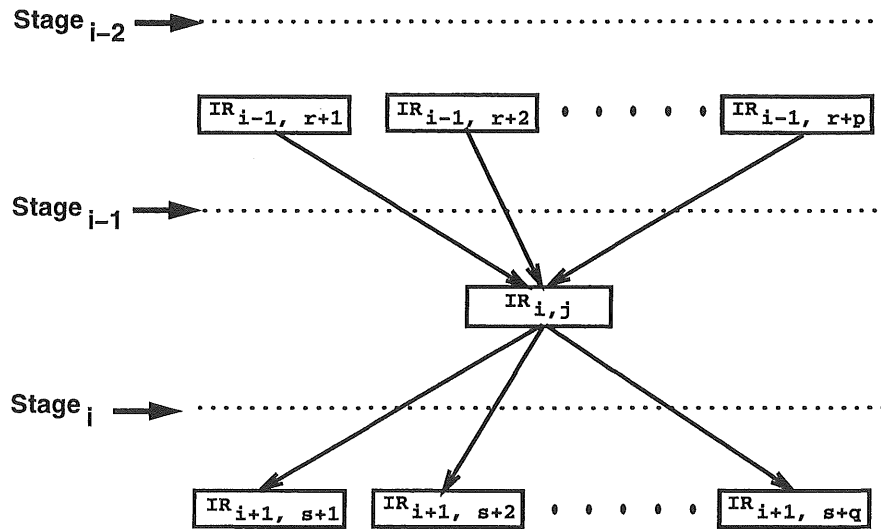 Stage i–2
IR i-1, r+1 IR i-1, r+2 IR i-1, r+p
Stage i–1
IR i,j
Stage i
IR i+1, s+1 IR i+1, s+2 IR i+1, s+q